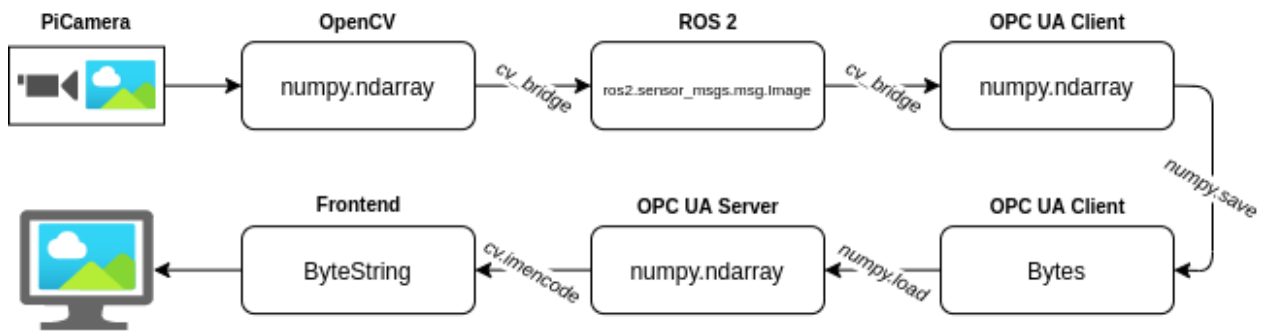 PiCamera
OpenCV
ROS 2
OPC UA Client
numpy.ndarray
cv_bridge
ros2.sensor_msgs.msg.Image
cv_bridge
numpy.ndarray
numpy.save
Frontend
OPC UA Server
OPC UA Client
ByteString
cv.imencode
numpy.ndarray
numpy.load
Bytes